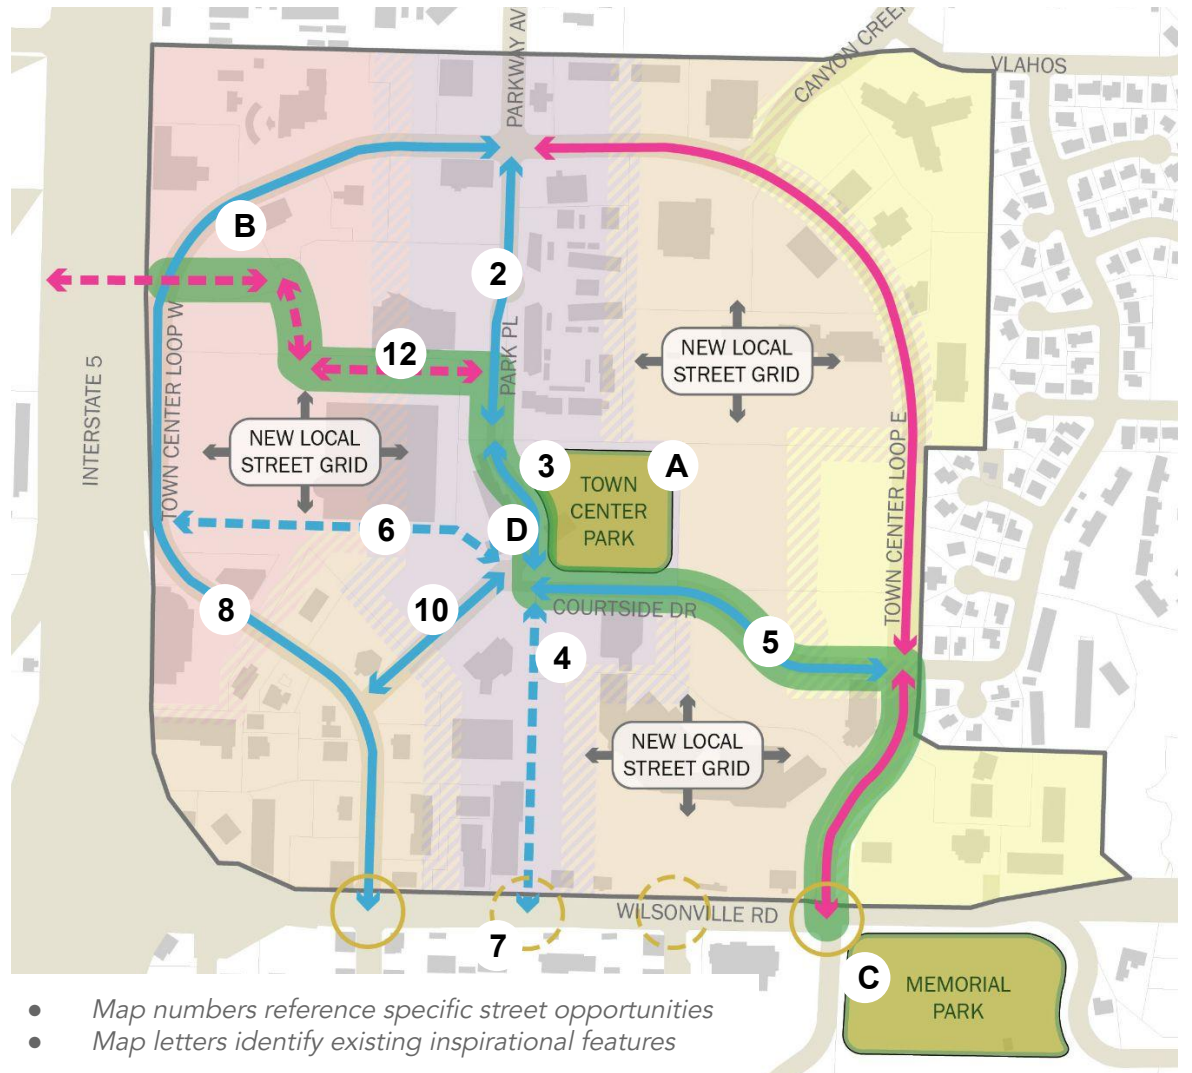 PARKWAY AV
CANYON CREEK
VLAHOS
B
2
TOWN CENTER LOOP W
PARK PL
12
INTERSTATE 5
NEW LOCAL
STREET GRID
NEW LOCAL
STREET GRID
TOWN CENTER LOOP E
3
A
TOWN
CENTER
PARK
6
D
8
10
COURTSIDE DR
4
5
NEW LOCAL
STREET GRID
WILSONVILLE RD
7
C
MEMORIAL
PARK
● Map numbers reference specific street opportunities
● Map letters identify existing inspirational features